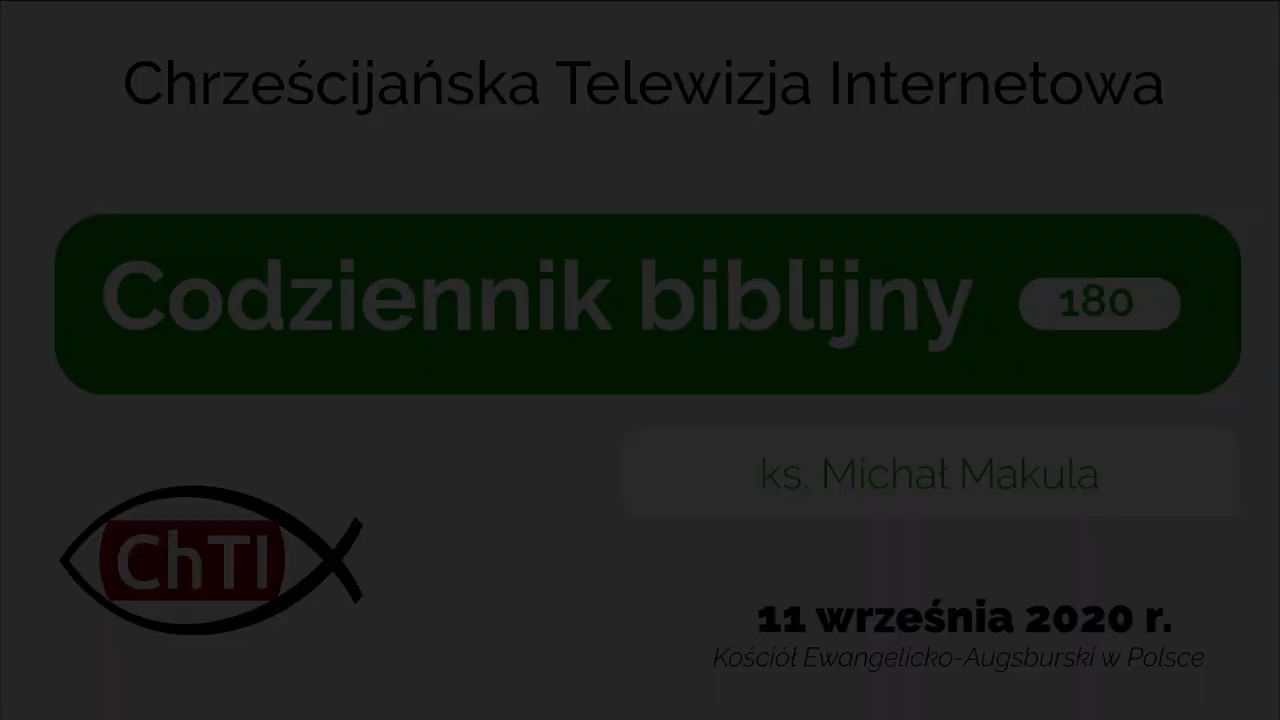 Chrześcijańska Telewizja Internetowa
Codziennik biblijny 180
ks. Michał Makula
ChTI
11 września 2020 r.
Kościół Ewangelicko-Augsburski w Polsce